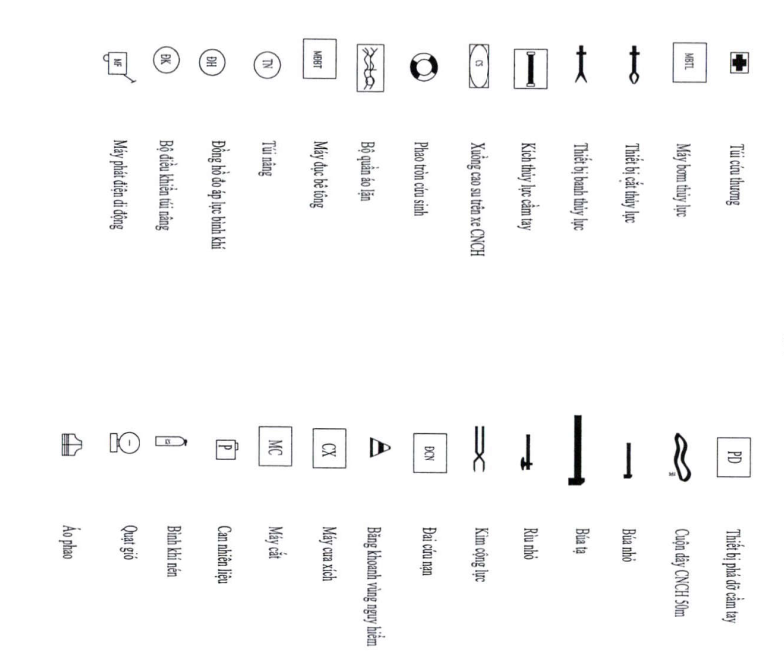 Túi cứu thương
MBTL
Máy bơm thủy lực
Thiết bị cắt thủy lực
Thiết bị banh thủy lực
Kích thủy lực cầm tay
CS
Xuồng cao su trên xe CNCH
Phao tròn cứu sinh
Bộ quần áo lặn
MĐBT
Máy đục bê tông
TN
Túi nâng
ĐH
Đồng hồ đo áp lực bình khí
ĐK
Bộ điều khiển túi nâng
MF
Máy phát điện di động
PD
Thiết bị phá dỡ cầm tay
Cuộn dây CNCH 50m
Búa nhỏ
Búa tạ
Rìu nhỏ
Kìm cộng lực
ĐCN
Đai cứu nạn
Băng khoanh vùng nguy hiểm
CX
Máy cưa xích
MC
Máy cắt
P
Can nhiên liệu
Bình khí nén
Quạt gió
Áo phao